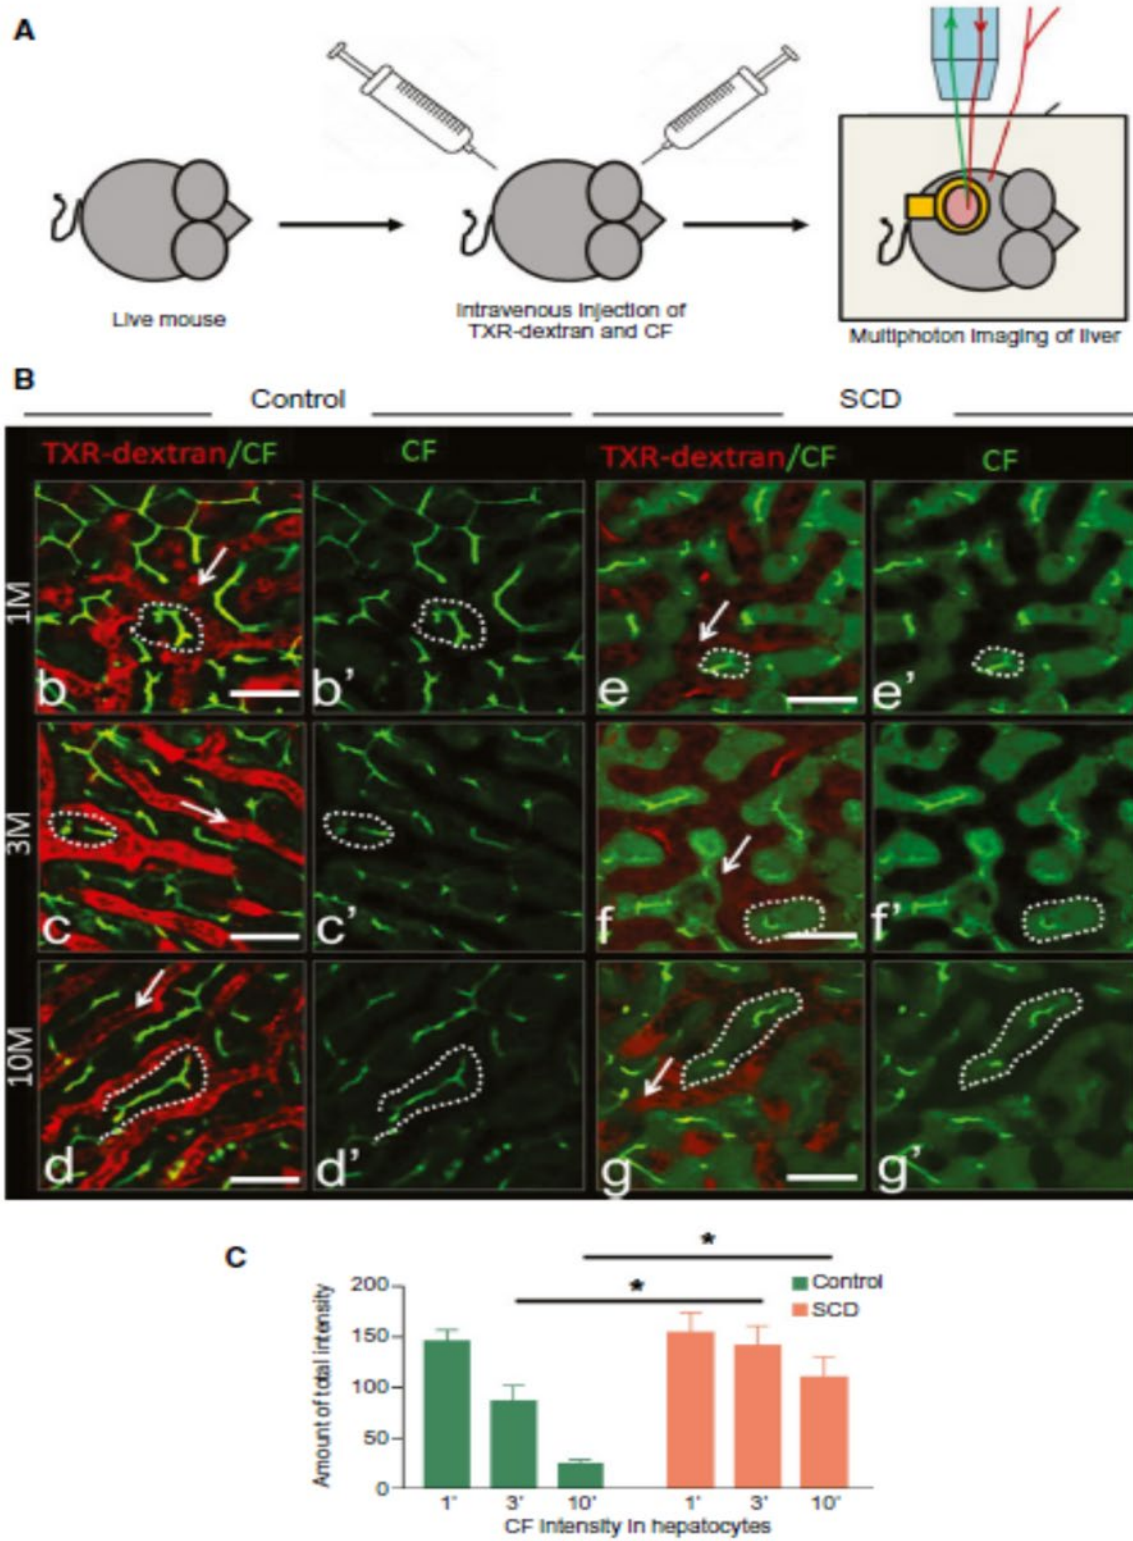 A
Live mouse
Intravenous Injection of
TXR-dextran and CF
Multiphoton Imaging of liver
B
Control
SCD
TXR-dextran/CF
CF
TXR-dextran/CF
CF
1M
b
b'
e
e'
3M
c
c'
f
f'
10M
d
d'
g
g'
C
*
*
Control
SCD
Amount of total intensity
200
150
100
50
0
1'
3'
10'
1'
3'
10'
CF Intensity In hepatocytes